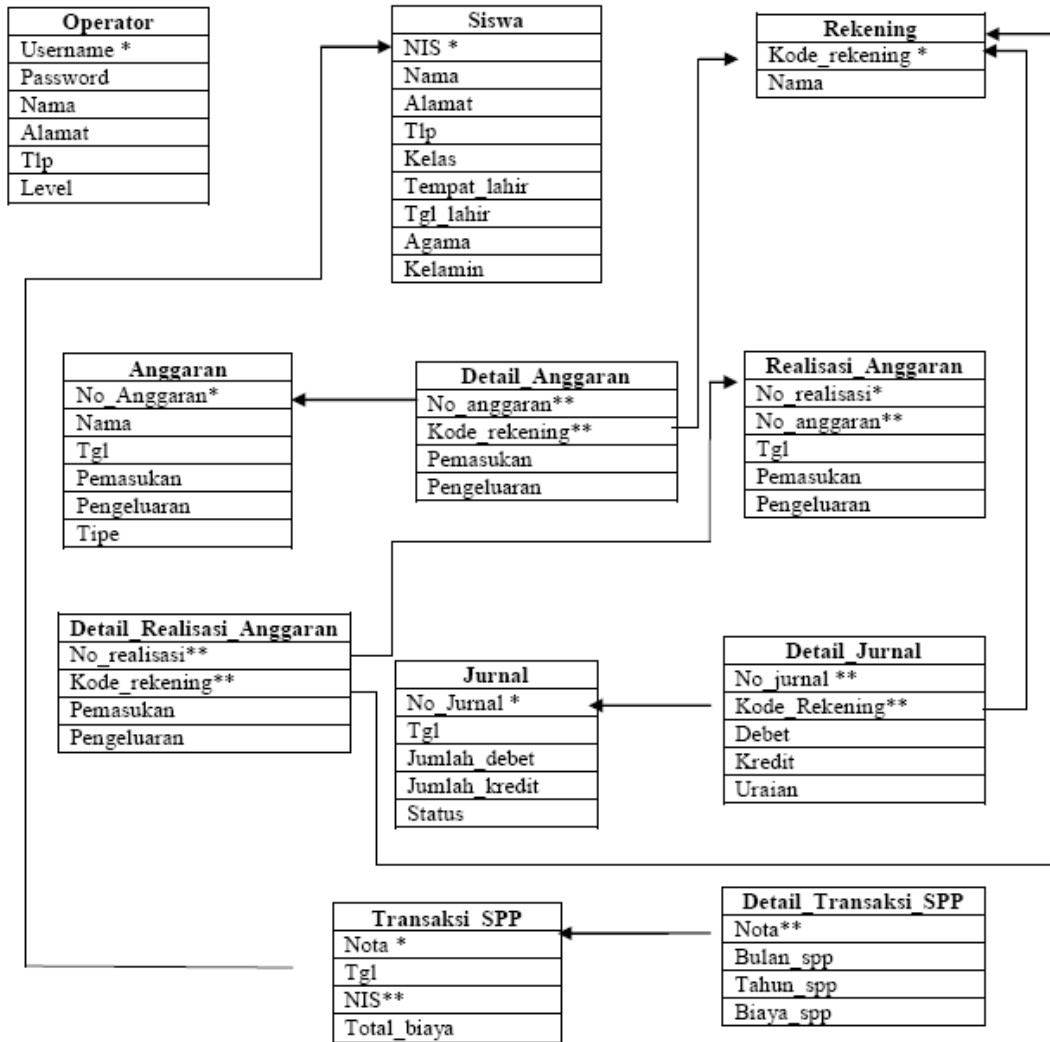 Operator
Username *
Password
Nama
Alamat
Tlp
Level
Siswa
NIS *
Nama
Alamat
Tlp
Kelas
Tempat_lahir
Tgl_lahir
Agama
Kelamin
Rekening
Kode_rekening *
Nama
Anggaran
No_Anggaran*
Nama
Tgl
Pemasukan
Pengeluaran
Tipe
Detail_Anggaran
No_anggaran**
Kode_rekening**
Pemasukan
Pengeluaran
Realisasi_Anggaran
No_realisasi*
No_anggaran**
Tgl
Pemasukan
Pengeluaran
Detail_Realisasi_Anggaran
No_realisasi**
Kode_rekening**
Pemasukan
Pengeluaran
Jurnal
No_Jurnal *
Tgl
Jumlah_debet
Jumlah_kredit
Status
Detail_Jurnal
No_jurnal **
Kode_Rekening**
Debet
Kredit
Uraian
Transaksi_SPP
Nota *
Tgl
NIS**
Total_biaya
Detail_Transaksi_SPP
Nota**
Bulan_spp
Tahun_spp
Biaya_spp